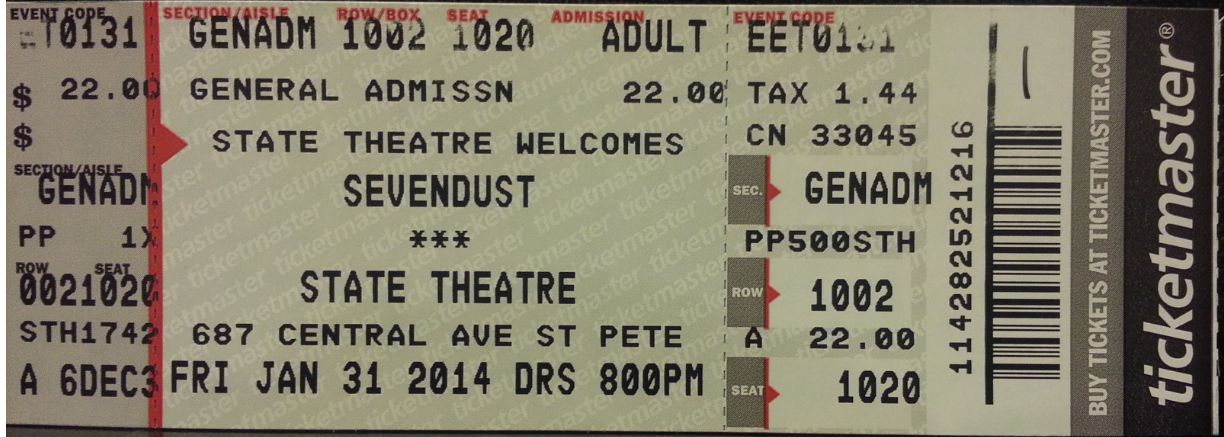 EVENT CODE SECTION/AISLE ROW/BOX SEAT ADMISSION EVENT CODE
ET0131 GENADM 1002 1020 ADULT EET0131
$ 22.00 GENERAL ADMISSN 22.00 TAX 1.44
$ STATE THEATRE WELCOMES CN 33045
SECTION/AISLE
GENADM SEVENDUST SEC. GENADM
PP 1X *** PP500STH
ROW SEAT
0021020 STATE THEATRE ROW 1002
STH1742 687 CENTRAL AVE ST PETE A 22.00
A 6DEC3 FRI JAN 31 2014 DRS 800PM SEAT 1020
114282521216
BUY TICKETS AT TICKETMASTER.COM
ticketmaster®